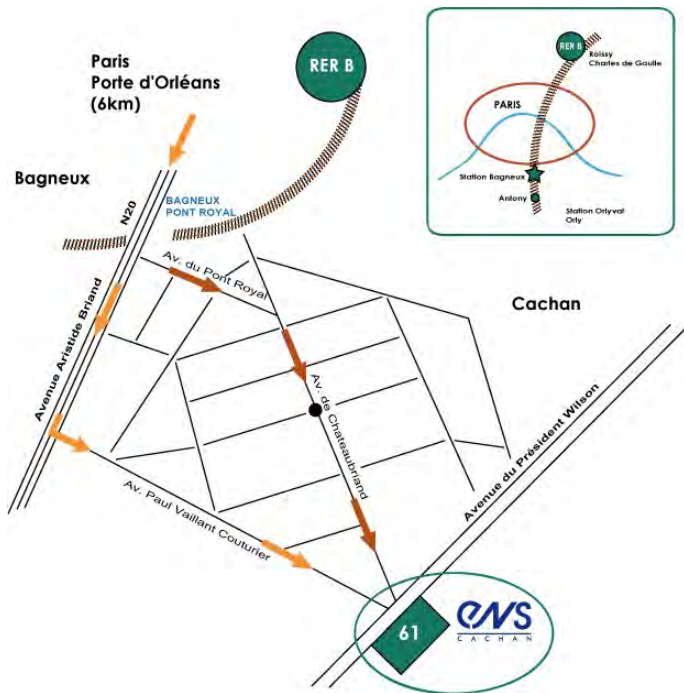 Paris
Porte d'Orléans
(6km)
RER B
RER B
Roissy
Charles de Gaulle
PARIS
Station Bagneux
Antony
Station Orlyval
Orly
Bagneux
N20
BAGNEUX
PONT ROYAL
Av. du Pont Royal
Cachan
Avenue Aristide Briand
Av. de Chateaubriand
Avenue du Président Wilson
Av. Paul Vaillant Couturier
61
ENS
CACHAN